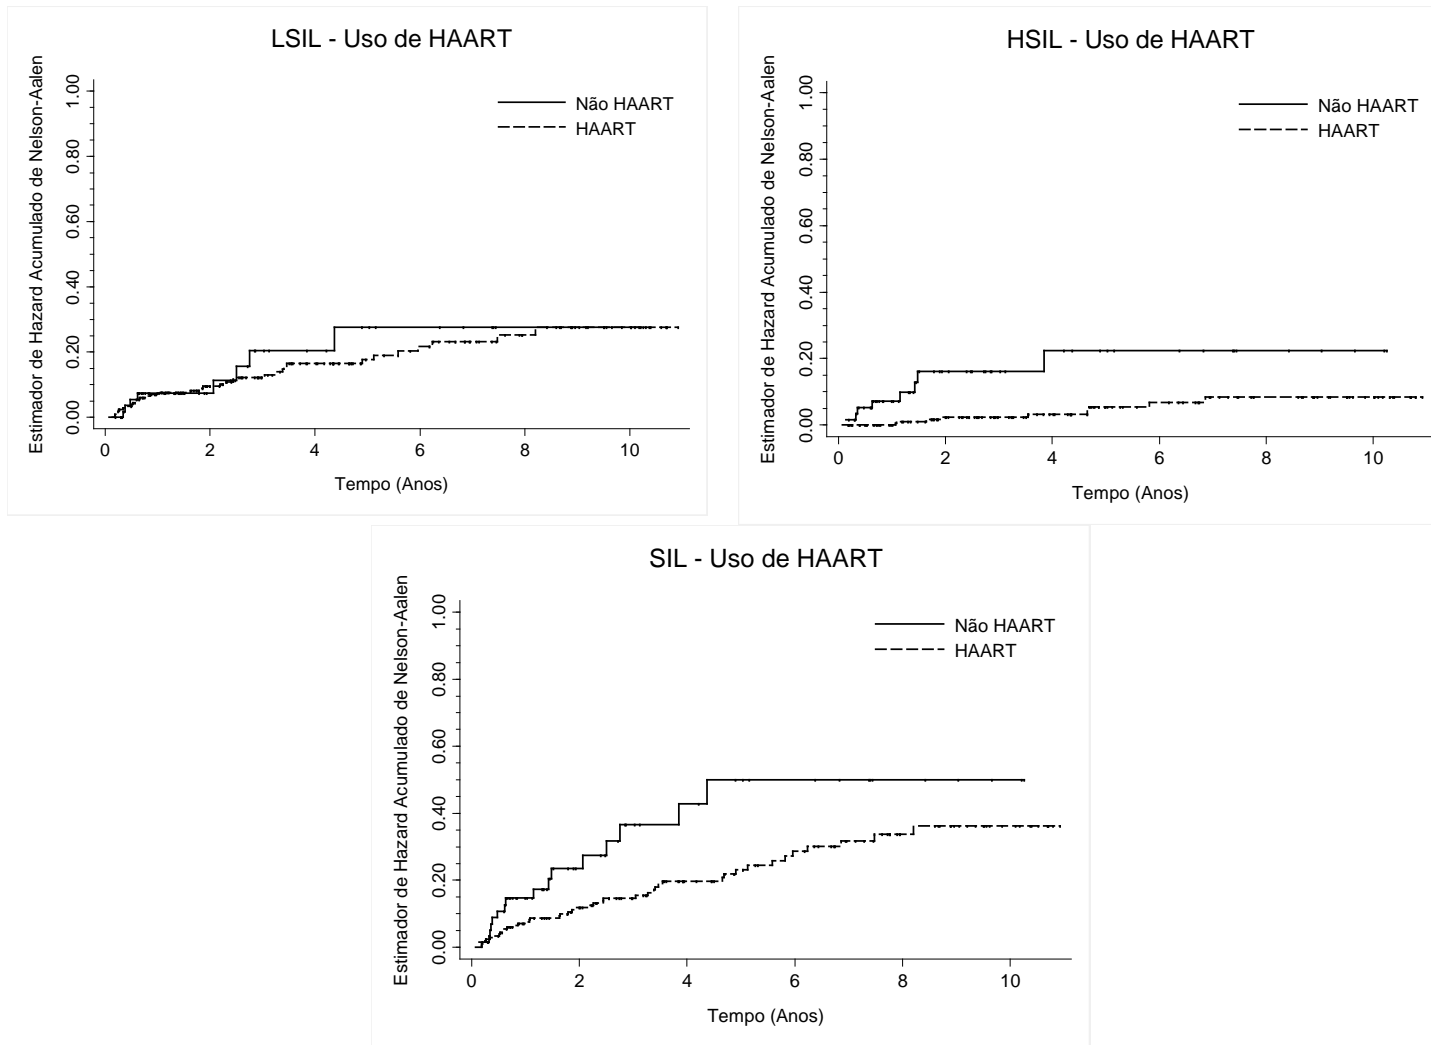 LSIL - Uso de HAART
Estimador de Hazard Acumulado de Nelson-Aalen
1.00
0.80
0.60
0.40
0.20
0.00
Não HAART
HAART
0 2 4 6 8 10
Tempo (Anos)
HSIL - Uso de HAART
Estimador de Hazard Acumulado de Nelson-Aalen
1.00
0.80
0.60
0.40
0.20
0.00
Não HAART
HAART
0 2 4 6 8 10
Tempo (Anos)
SIL - Uso de HAART
Estimador de Hazard Acumulado de Nelson-Aalen
1.00
0.80
0.60
0.40
0.20
0.00
Não HAART
HAART
0 2 4 6 8 10
Tempo (Anos)